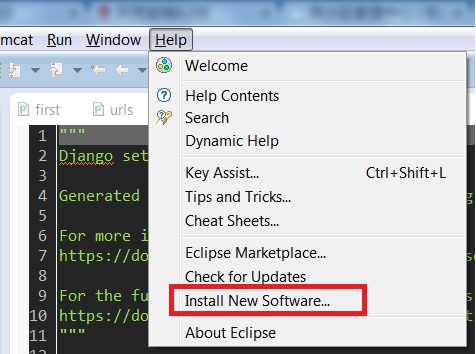 mcat Run Window Help
first urls
Welcome
Help Contents
Search
Dynamic Help
Key Assist... Ctrl+Shift+L
Tips and Tricks...
Cheat Sheets...
Eclipse Marketplace...
Check for Updates
Install New Software...
About Eclipse
1 """
2 Django set
3
4 Generated
5
6 For more i
7 https://do
8
9 For the fu
10 https://do
11 """